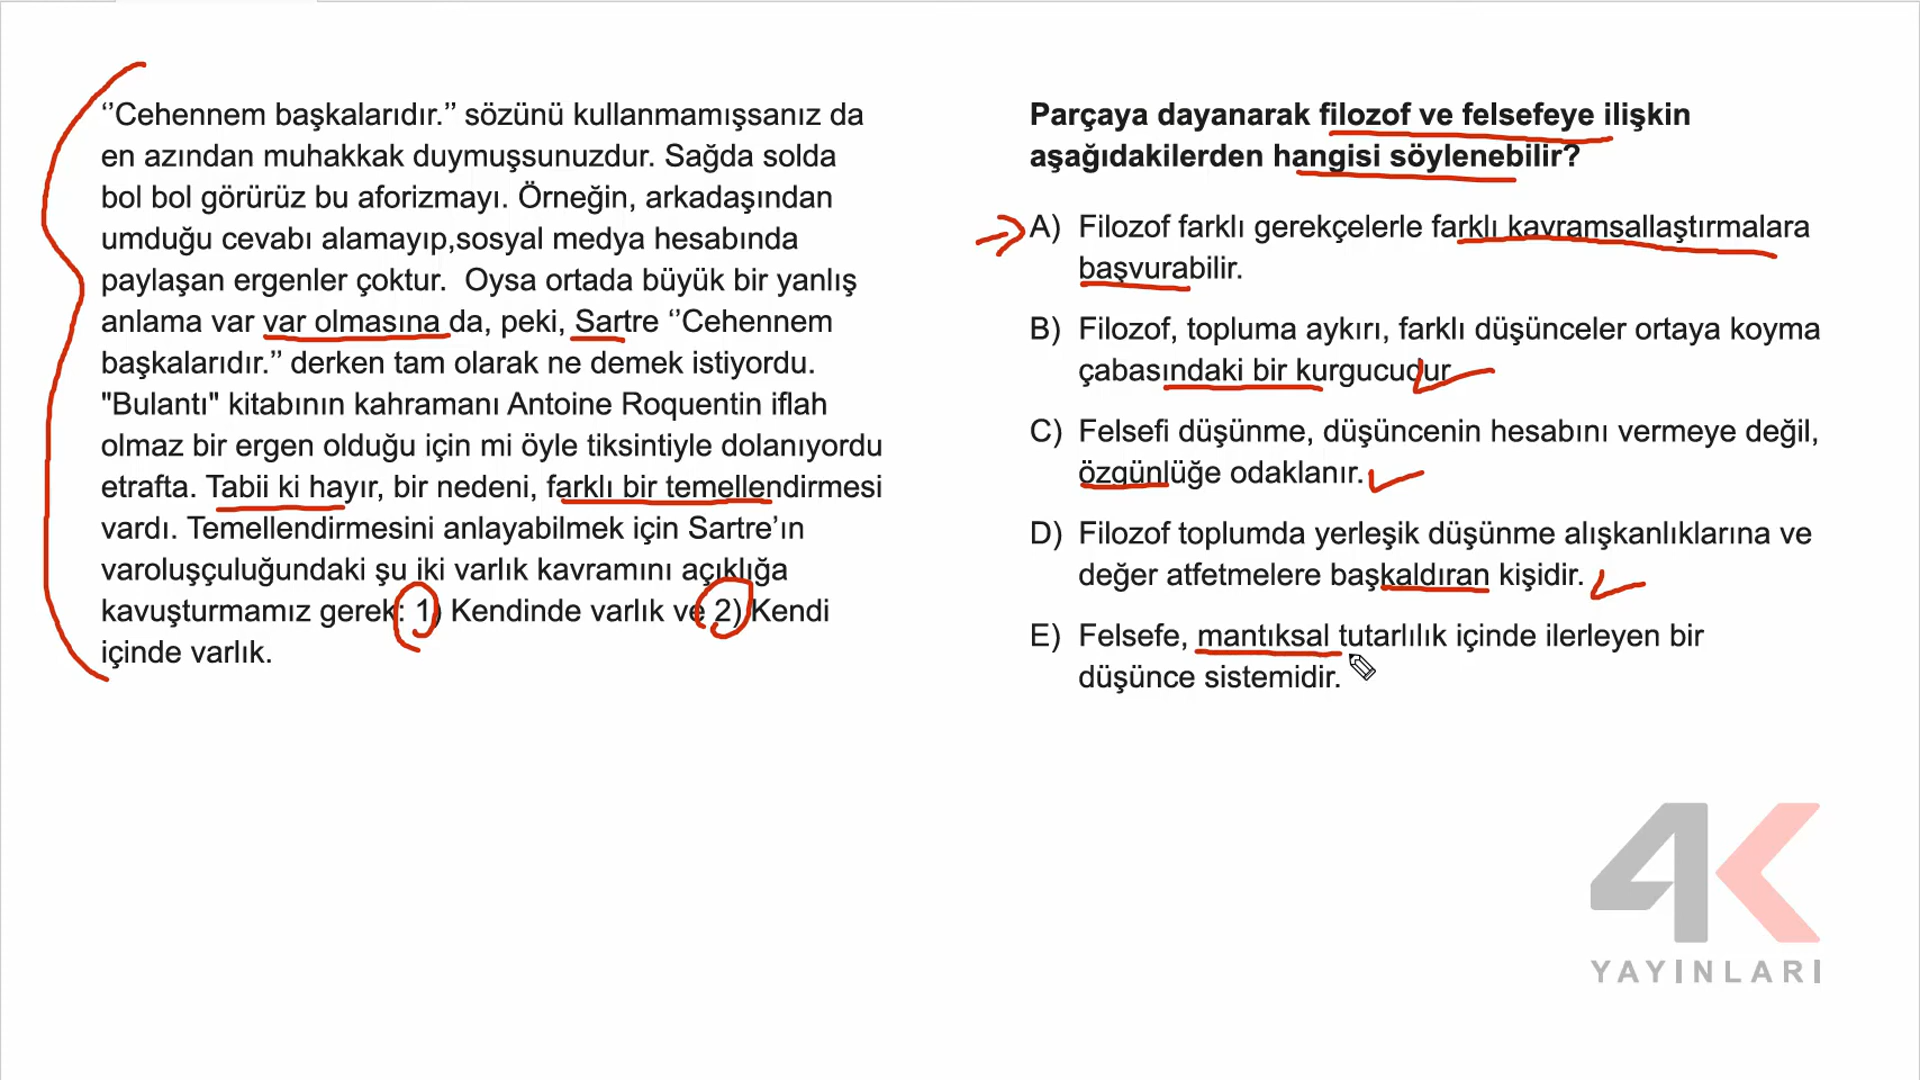 ‘’Cehennem başkalarıdır.’’ sözünü kullanmamışsanız da
en azından muhakkak duymuşsunuzdur. Sağda solda
bol bol görürüz bu aforizmayı. Örneğin, arkadaşından
umduğu cevabı alamayıp,sosyal medya hesabında
paylaşan ergenler çoktur. Oysa ortada büyük bir yanlış
anlama var var olmasına da, peki, Sartre ‘’Cehennem
başkalarıdır.’’ derken tam olarak ne demek istiyordu.
"Bulantı" kitabının kahramanı Antoine Roquentin iflah
olmaz bir ergen olduğu için mi öyle tiksintiyle dolanıyordu
etrafta. Tabii ki hayır, bir nedeni, farklı bir temellendirmesi
vardı. Temellendirmesini anlayabilmek için Sartre’ın
varoluşçuluğundaki şu iki varlık kavramını açıklığa
kavuşturmamız gerek: 1) Kendinde varlık ve 2) Kendi
içinde varlık.
Parçaya dayanarak filozof ve felsefeye ilişkin
aşağıdakilerden hangisi söylenebilir?
A) Filozof farklı gerekçelerle farklı kavramsallaştırmalara
başvurabilir.
B) Filozof, topluma aykırı, farklı düşünceler ortaya koyma
çabasındaki bir kurgucudur
C) Felsefi düşünme, düşüncenin hesabını vermeye değil,
özgünlüğe odaklanır.
D) Filozof toplumda yerleşik düşünme alışkanlıklarına ve
değer atfetmelere başkaldıran kişidir.
E) Felsefe, mantıksal tutarlılık içinde ilerleyen bir
düşünce sistemidir.
4K
YAYINLARI